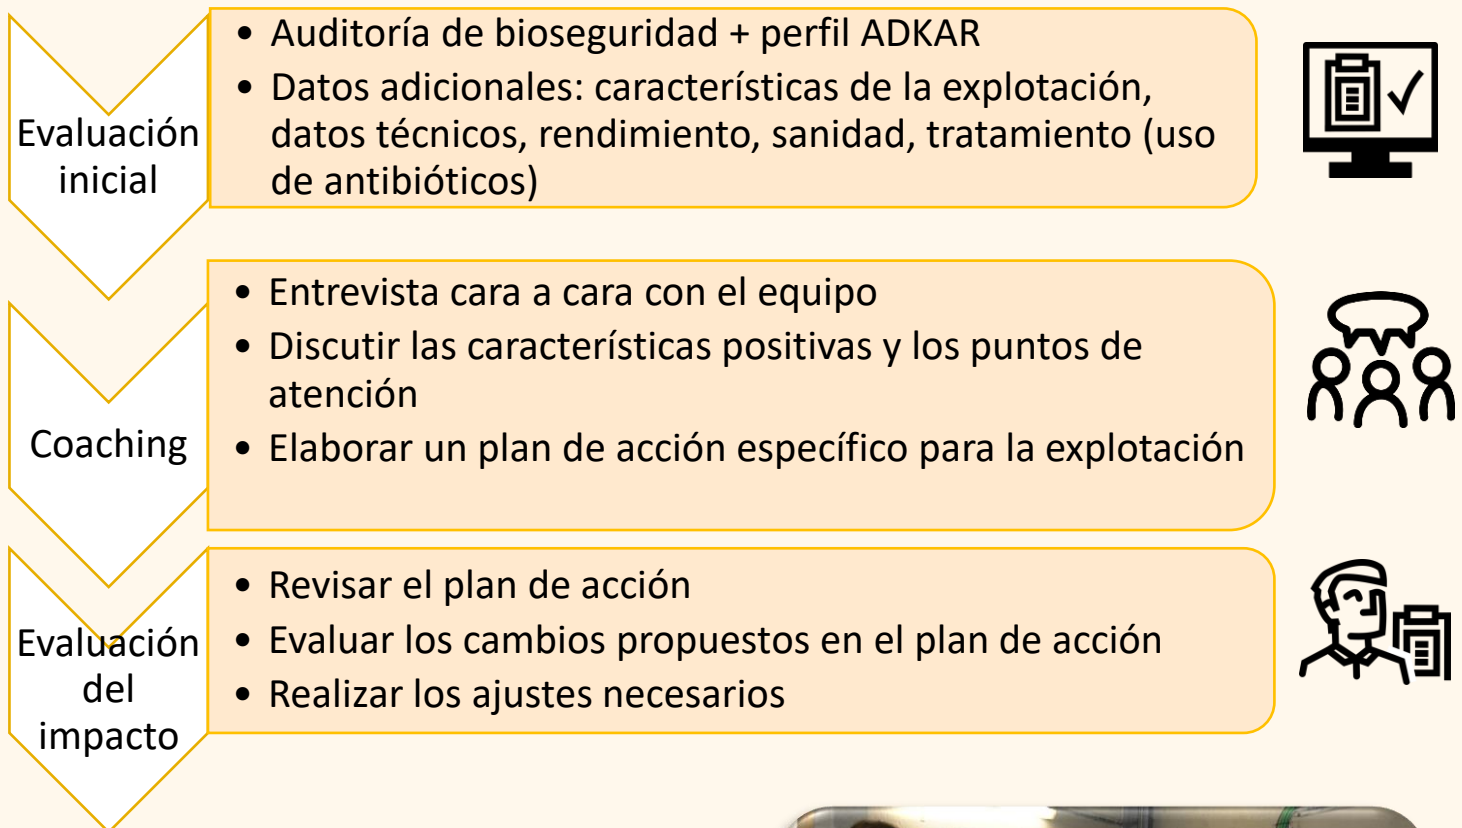 Evaluación
inicial
• Auditoría de bioseguridad + perfil ADKAR
• Datos adicionales: características de la explotación,
datos técnicos, rendimiento, sanidad, tratamiento (uso
de antibióticos)
Coaching
• Entrevista cara a cara con el equipo
• Discutir las características positivas y los puntos de
atención
• Elaborar un plan de acción específico para la explotación
Evaluación
del
impacto
• Revisar el plan de acción
• Evaluar los cambios propuestos en el plan de acción
• Realizar los ajustes necesarios